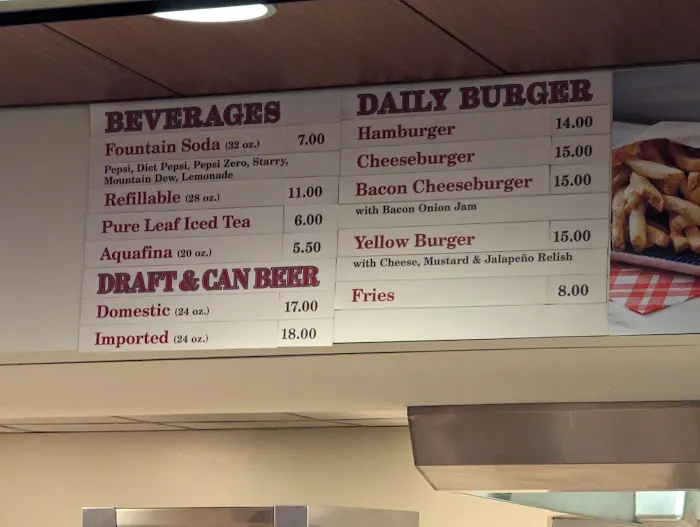 BEVERAGES
Fountain Soda (32 oz.) 7.00
Pepsi, Diet Pepsi, Pepsi Zero, Starry,
Mountain Dew, Lemonade
Refillable (28 oz.) 11.00
Pure Leaf Iced Tea 6.00
Aquafina (20 oz.) 5.50
DRAFT & CAN BEER
Domestic (24 oz.) 17.00
Imported (24 oz.) 18.00
DAILY BURGER
Hamburger 14.00
Cheeseburger 15.00
Bacon Cheeseburger 15.00
with Bacon Onion Jam
Yellow Burger 15.00
with Cheese, Mustard & Jalapeño Relish
Fries 8.00